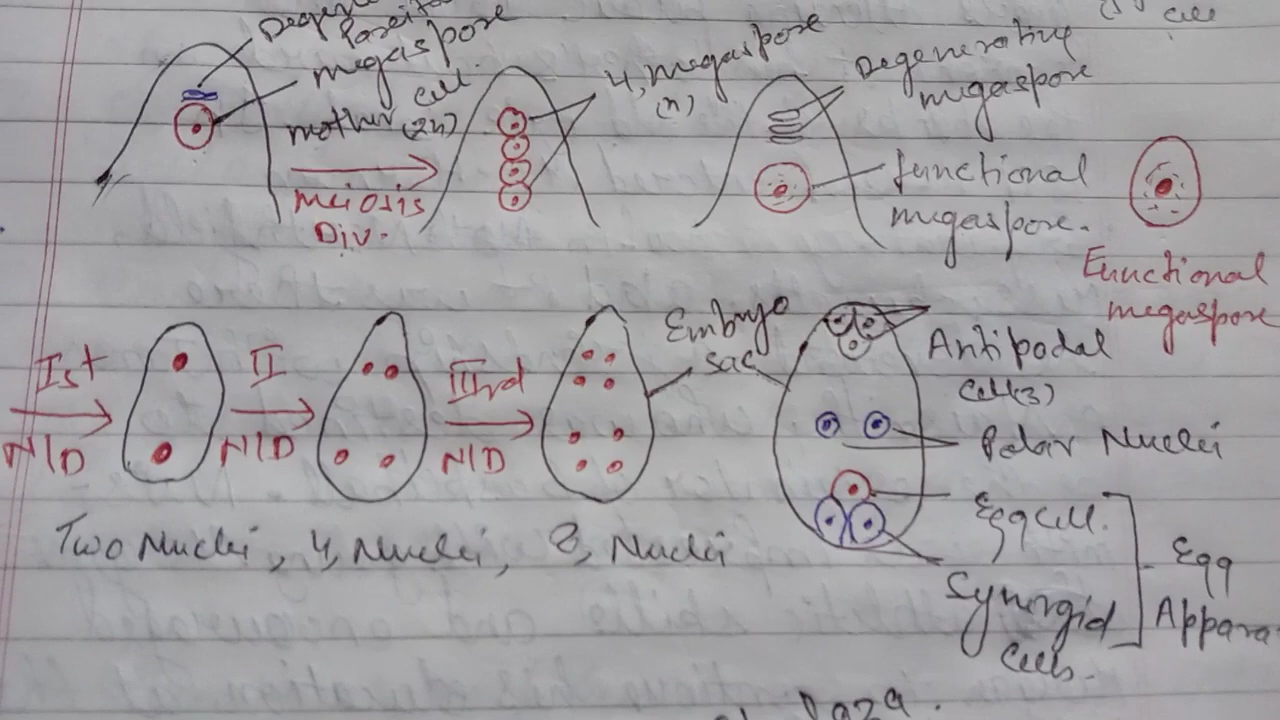 megaspore
mother cell.
(2n)
meiosis
Div.
4, megaspore
(n)
Degenerating
megaspore
functional
megaspore.
Functional
megaspore
cell
Ist
N/D
II
N/D
IIIrd
N/D
Embryo
sac
Antipodal
cell(3)
Polar Nuclei
Egg cell.
Synergid
cells.
Egg
Appara
Two Nuclei, 4, Nuclei, 8, Nuclei